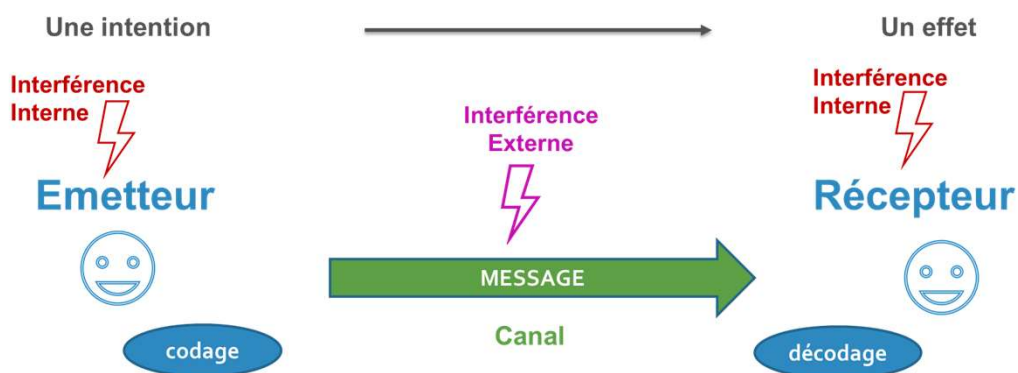 Une intention
Un effet
Interférence
Interne
Interférence
Externe
Interférence
Interne
Emetteur
Récepteur
MESSAGE
Canal
codage
décodage